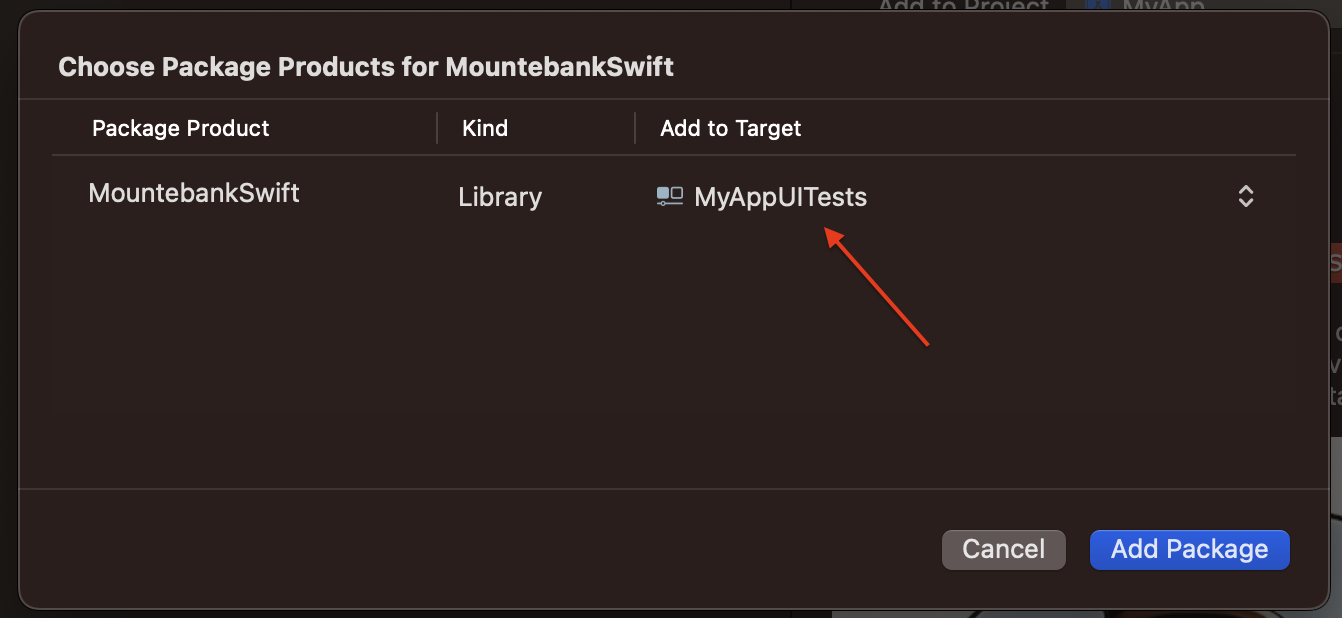 Add to Project MyApp
Choose Package Products for MountebankSwift
Package Product Kind Add to Target
MountebankSwift Library MyAppUITests
Cancel Add Package